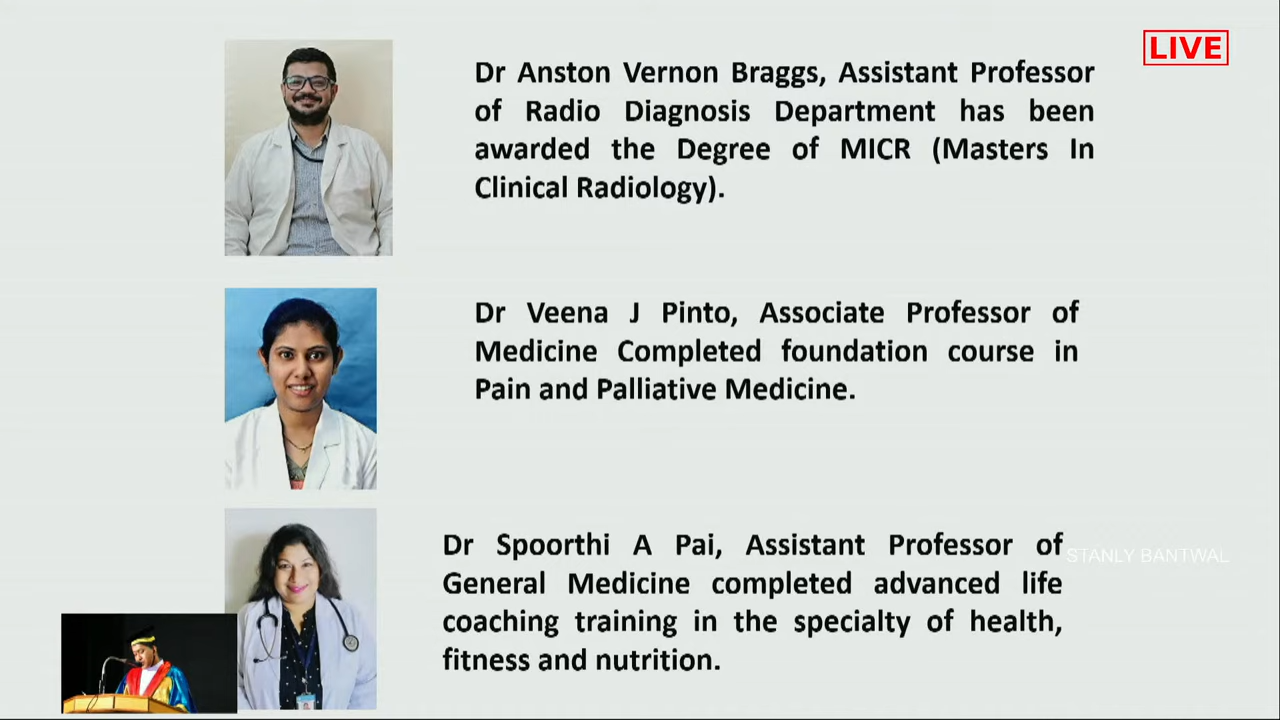 LIVE
Dr Anston Vernon Braggs, Assistant Professor
of Radio Diagnosis Department has been
awarded the Degree of MICR (Masters In
Clinical Radiology).
Dr Veena J Pinto, Associate Professor of
Medicine Completed foundation course in
Pain and Palliative Medicine.
Dr Spoorthi A Pai, Assistant Professor of
General Medicine completed advanced life
coaching training in the specialty of health,
fitness and nutrition.
STANLY BANTWAL